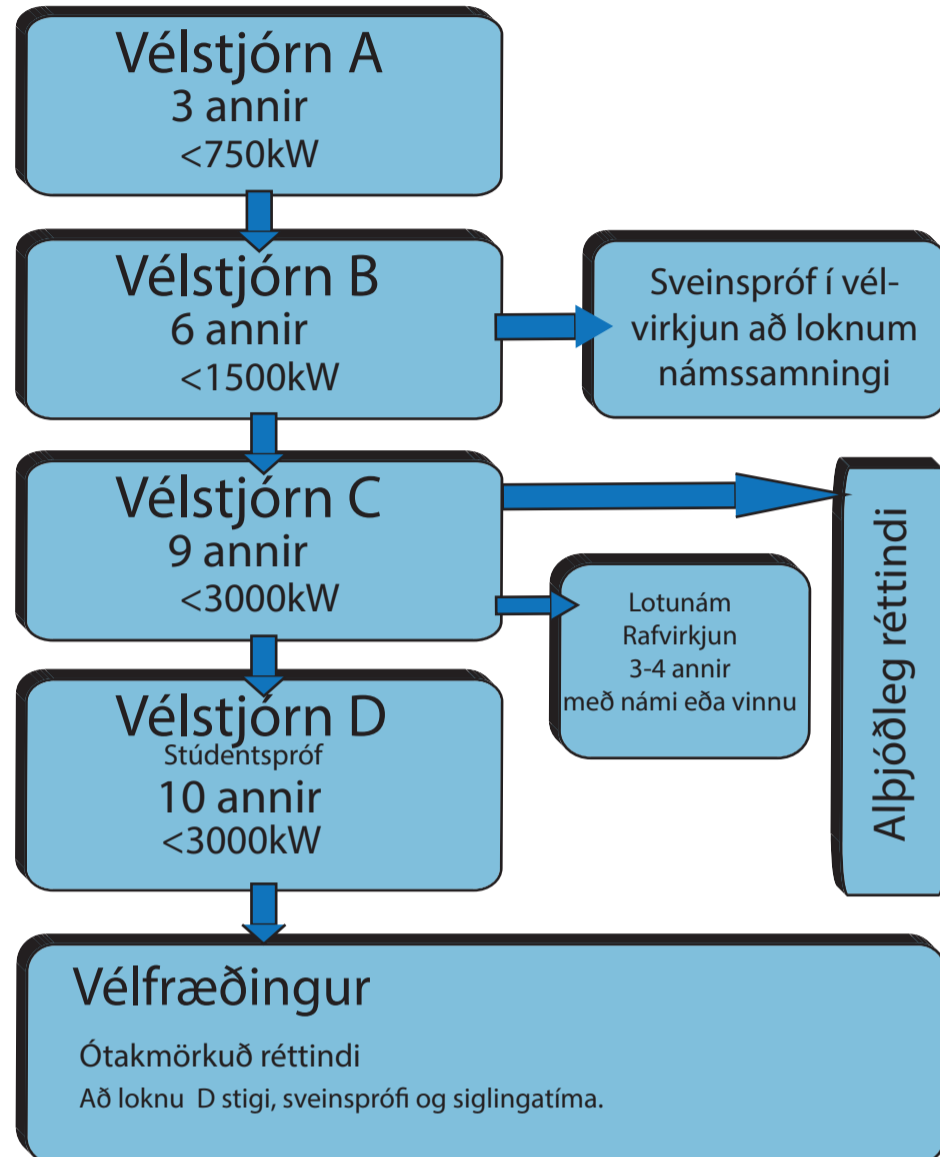 Vélstjórn A
3 annir
<750kW
Vélstjórn B
6 annir
<1500kW
Sveinspróf í vél-
virkjun að loknum
námssamningi
Vélstjórn C
9 annir
<3000kW
Alþjóðleg réttindi
Lotunám
Rafvirkjun
3-4 annir
með námi eða vinnu
Vélstjórn D
Stúdentspróf
10 annir
<3000kW
Vélfræðingur
Ótakmörkuð réttindi
Að loknu D stigi, sveinsprófi og siglingatíma.